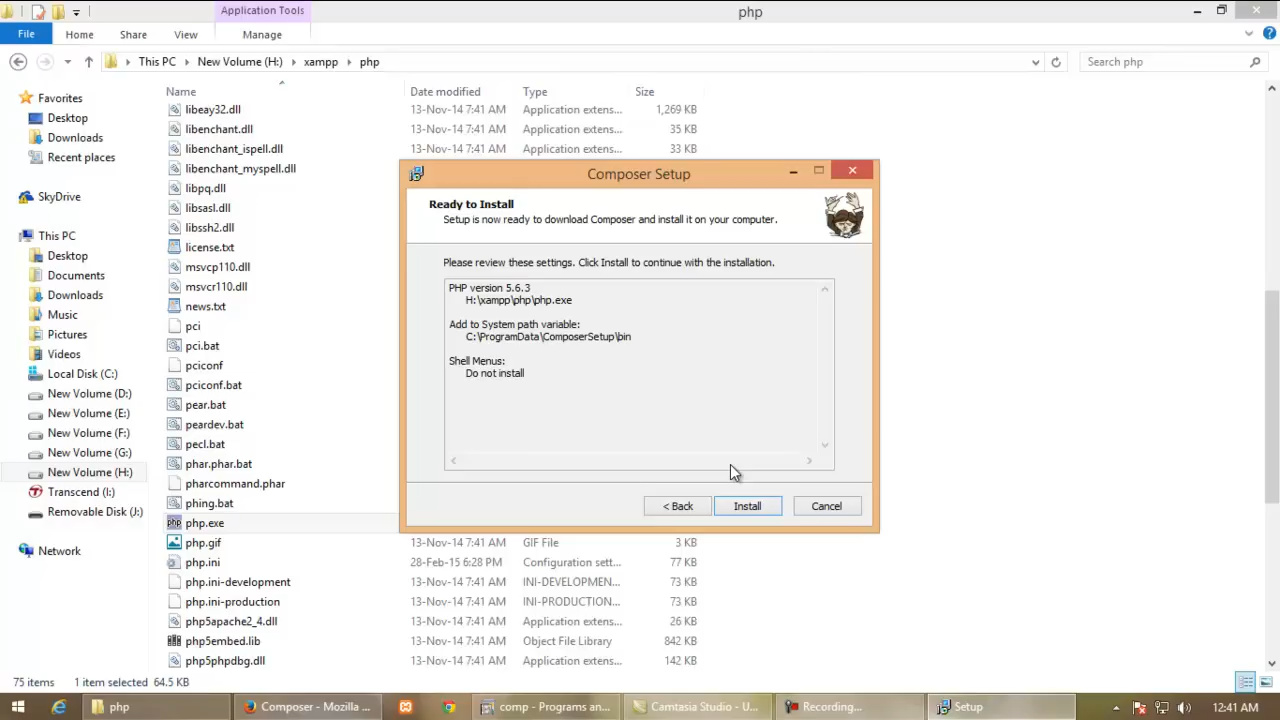 Application Tools
php
File
Home
Share
View
Manage
This PC
New Volume (H:)
xampp
php
Search php
Name
Date modified
Type
Size
Favorites
Desktop
Downloads
Recent places
SkyDrive
This PC
Desktop
Documents
Downloads
Music
Pictures
Videos
Local Disk (C:)
New Volume (D:)
New Volume (E:)
New Volume (F:)
New Volume (G:)
New Volume (H:)
Transcend (I:)
Removable Disk (J:)
Network
libeay32.dll 13-Nov-14 7:41 AM Application extens... 1,269 KB
libenchant.dll 13-Nov-14 7:41 AM Application extens... 35 KB
libenchant_ispell.dll 13-Nov-14 7:41 AM Application extens... 33 KB
libenchant_myspell.dll
libpq.dll
libsasl.dll
libssh2.dll
license.txt
msvcp110.dll
msvcr110.dll
news.txt
pci
pci.bat
pciconf
pciconf.bat
pear.bat
peardev.bat
pecl.bat
phar.phar.bat
pharcommand.phar
phing.bat
php php.exe
php.gif 13-Nov-14 7:41 AM GIF File 3 KB
php.ini 28-Feb-15 6:28 PM Configuration sett... 77 KB
php.ini-development 13-Nov-14 7:41 AM INI-DEVELOPMEN... 73 KB
php.ini-production 13-Nov-14 7:41 AM INI-PRODUCTION... 73 KB
php5apache2_4.dll 13-Nov-14 7:41 AM Application extens... 26 KB
php5embed.lib 13-Nov-14 7:41 AM Object File Library 842 KB
php5phpdbg.dll 13-Nov-14 7:41 AM Application extens... 142 KB
Composer Setup
Ready to Install
Setup is now ready to download Composer and install it on your computer.
Please review these settings. Click Install to continue with the installation.
PHP version 5.6.3
H:\xampp\php\php.exe
Add to System path variable:
C:\ProgramData\ComposerSetup\bin
Shell Menus:
Do not install
< Back
Install
Cancel
75 items
1 item selected 64.5 KB
php
Composer - Mozilla ...
comp - Programs an...
Camtasia Studio - U...
Recording...
Setup
12:41 AM